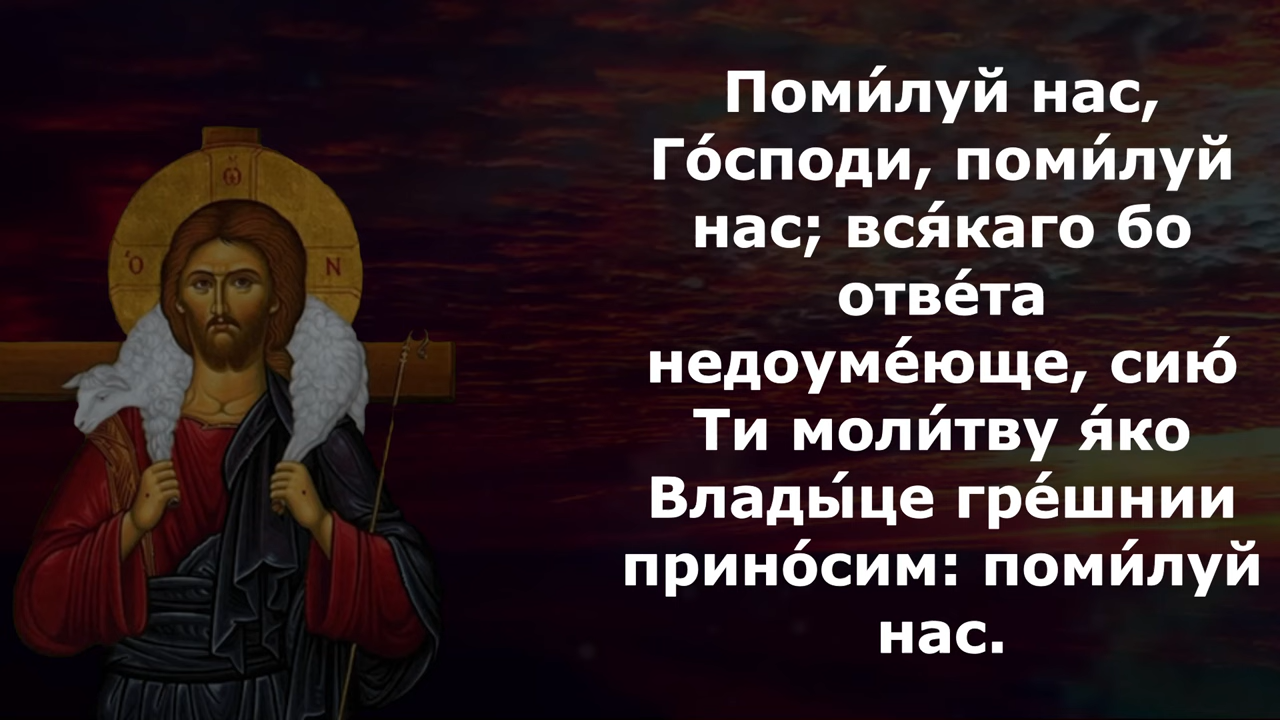 Поми́луй нас,
Го́споди, поми́луй
нас; вся́каго бо
отве́та
недоуме́юще, сию́
Ти моли́тву я́ко
Влады́це гре́шнии
прино́сим: поми́луй
нас.
ὁ ὤ Ν